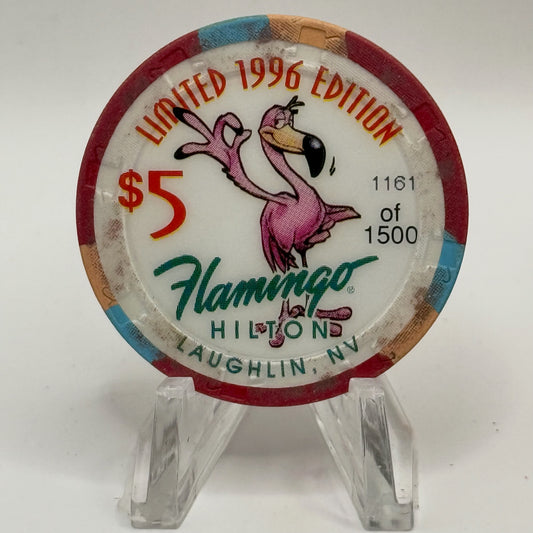 LIMITED 1996 EDITION
$5
1161
of
1500
Flamingo®
HILTON
LAUGHLIN, NV